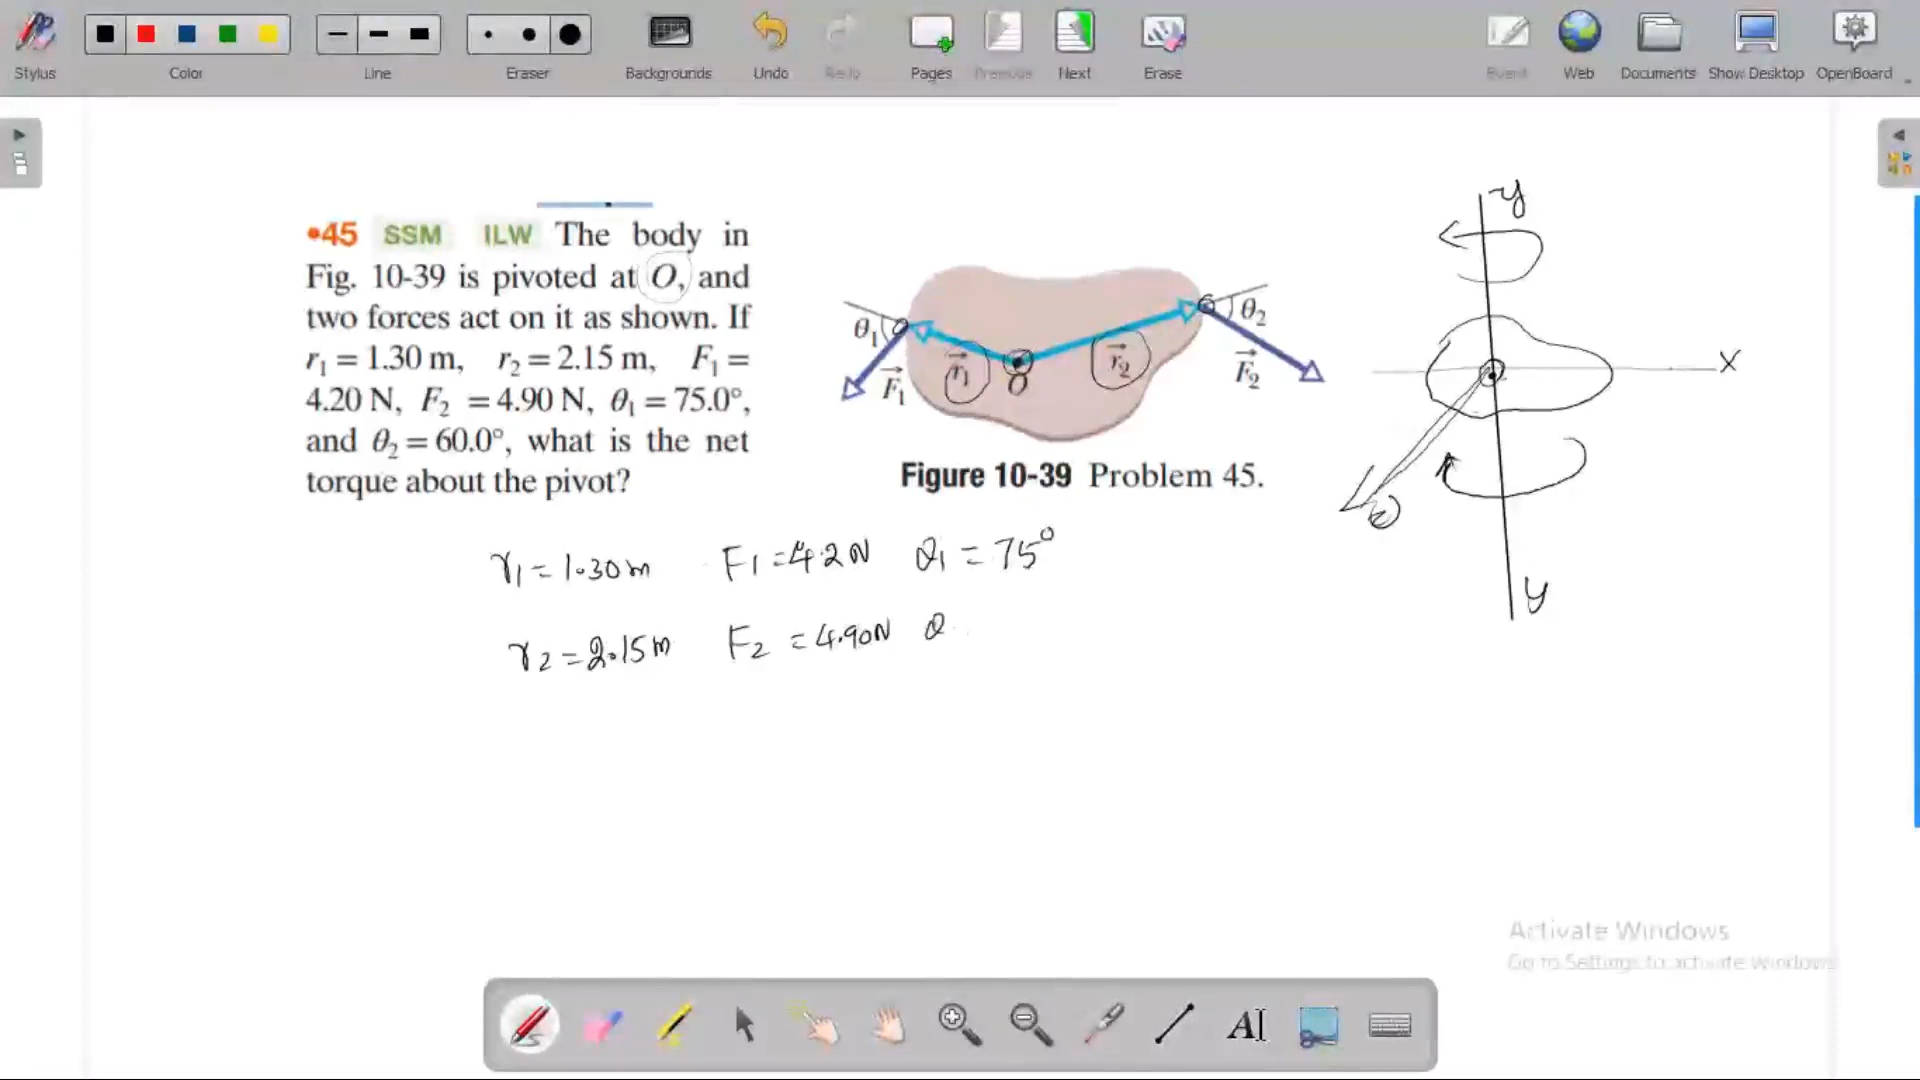 Stylus Color Line Eraser Backgrounds Undo Redo Pages Previous Next Erase Board Web Documents Show Desktop OpenBoard
•45 SSM ILW The body in
Fig. 10-39 is pivoted at O, and
two forces act on it as shown. If
r₁ = 1.30 m, r₂ = 2.15 m, F₁ =
4.20 N, F₂ = 4.90 N, θ₁ = 75.0°,
and θ₂ = 60.0°, what is the net
torque about the pivot?
θ₁ F₁ r₁ O r₂ θ₂ F₂
Figure 10-39 Problem 45.
y
x
y
r₁ = 1.30 m F₁ = 4.2 N θ₁ = 75°
r₂ = 2.15 m F₂ = 4.90 N θ
Activate Windows
Go to Settings to activate Windows